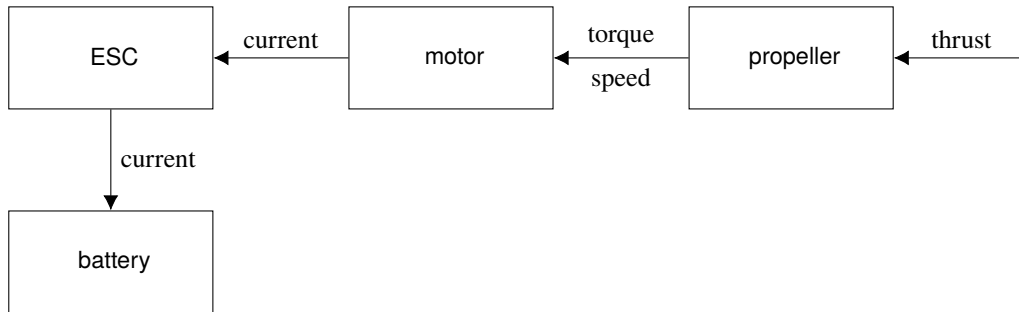 ESC
current
motor
torque
speed
propeller
thrust
current
battery